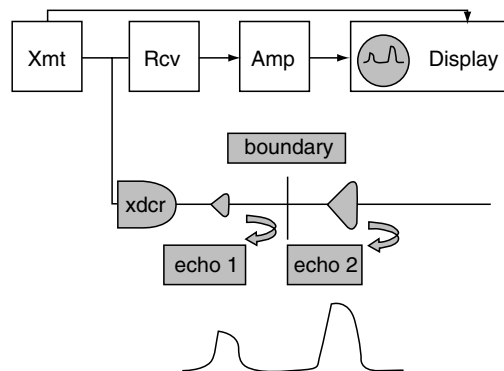 Xmt
Rcv
Amp
Display
boundary
xdcr
echo 1
echo 2